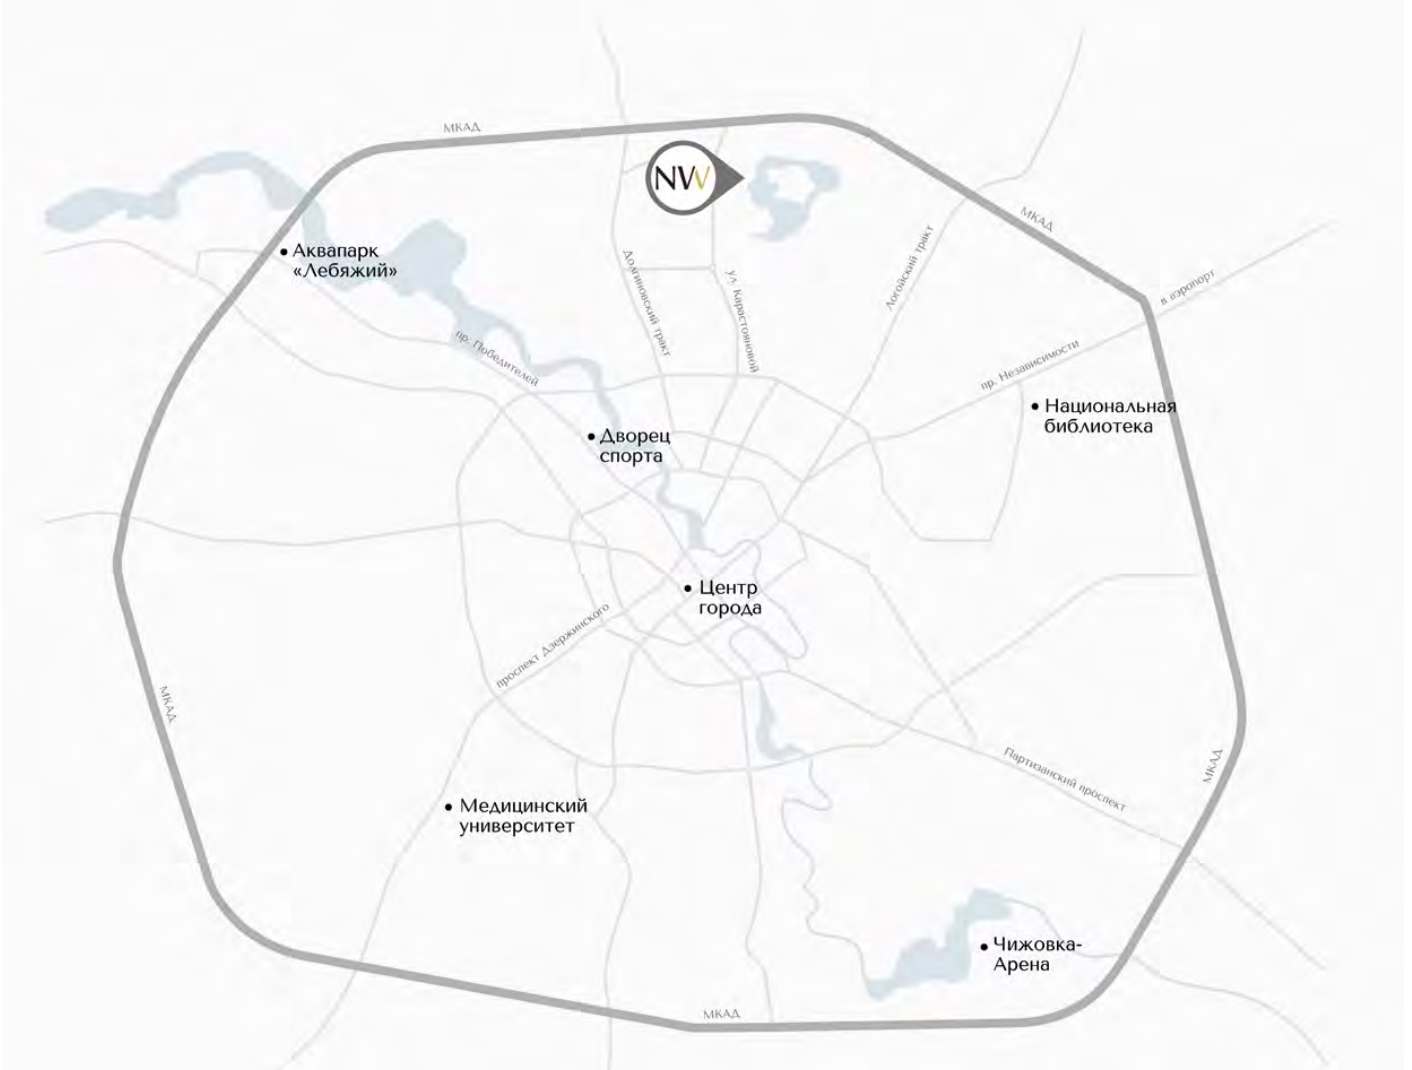 МКАД
NW
МКАД
Аквапарк
«Лебяжий»
Долгиновский тракт
ул. Карастояновой
Логойский тракт
в аэропорт
пр. Победителей
пр. Независимости
Национальная
библиотека
Дворец
спорта
Центр
города
проспект Дзержинского
МКАД
Партизанский проспект
МКАД
Медицинский
университет
Чижовка-
Арена
МКАД